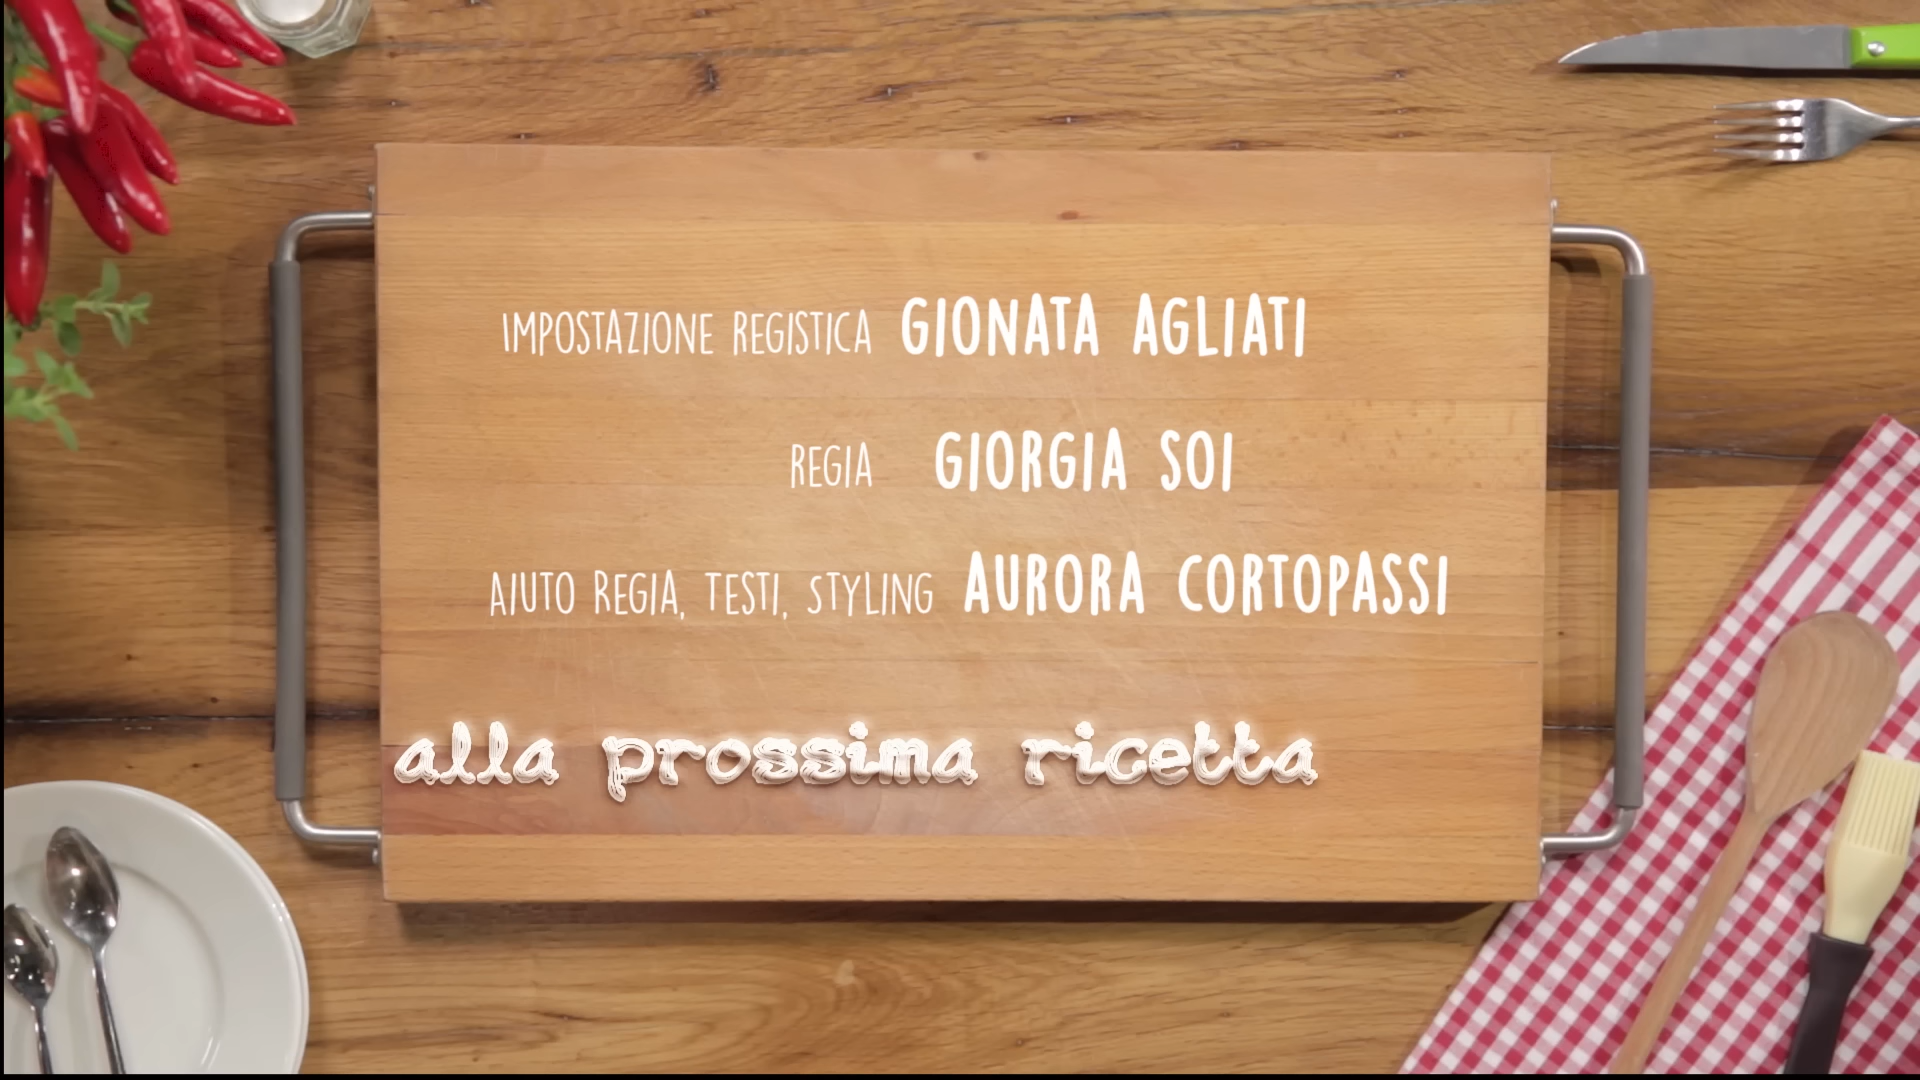 IMPOSTAZIONE REGISTICA GIONATA AGLIATI
REGIA GIORGIA SOI
AIUTO REGIA, TESTI, STYLING AURORA CORTOPASSI
alla prossima ricetta